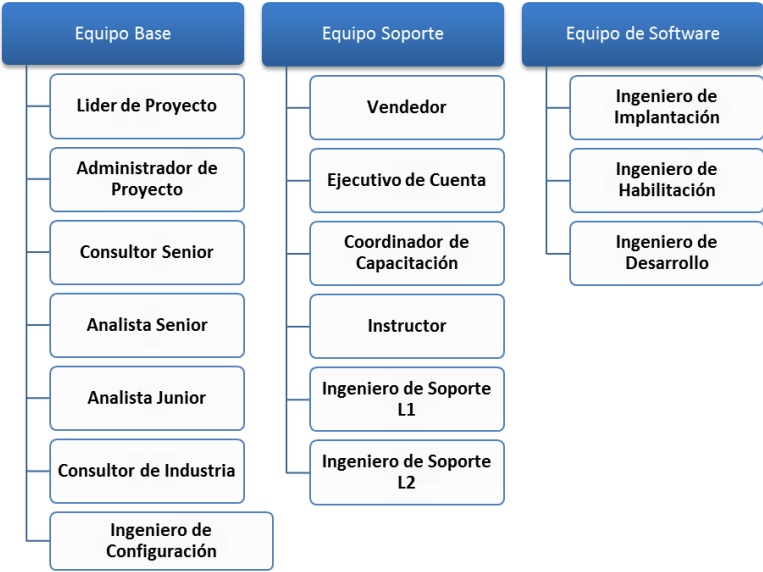 Equipo Base
Lider de Proyecto
Administrador de
Proyecto
Consultor Senior
Analista Senior
Analista Junior
Consultor de Industria
Ingeniero de
Configuración
Equipo Soporte
Vendedor
Ejecutivo de Cuenta
Coordinador de
Capacitación
Instructor
Ingeniero de Soporte
L1
Ingeniero de Soporte
L2
Equipo de Software
Ingeniero de
Implantación
Ingeniero de
Habilitación
Ingeniero de
Desarrollo